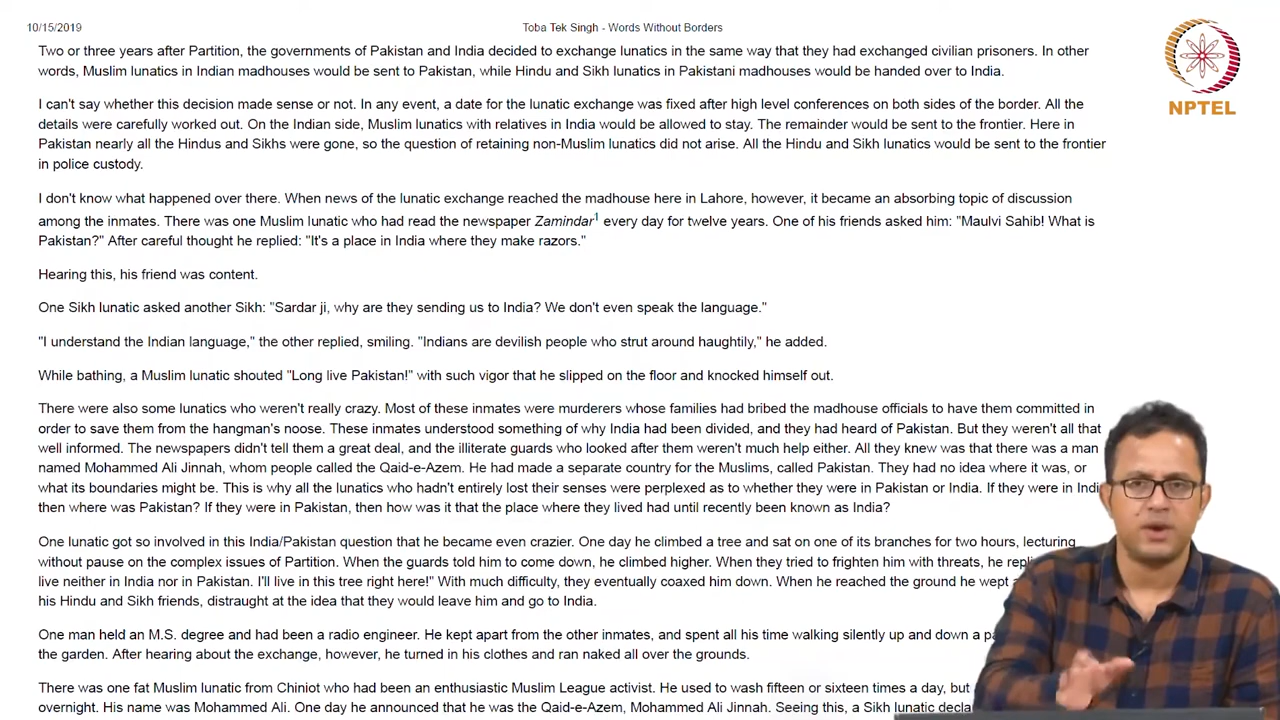 10/15/2019
Toba Tek Singh - Words Without Borders
Two or three years after Partition, the governments of Pakistan and India decided to exchange lunatics in the same way that they had exchanged civilian prisoners. In other
words, Muslim lunatics in Indian madhouses would be sent to Pakistan, while Hindu and Sikh lunatics in Pakistani madhouses would be handed over to India.
I can't say whether this decision made sense or not. In any event, a date for the lunatic exchange was fixed after high level conferences on both sides of the border. All the
details were carefully worked out. On the Indian side, Muslim lunatics with relatives in India would be allowed to stay. The remainder would be sent to the frontier. Here in
Pakistan nearly all the Hindus and Sikhs were gone, so the question of retaining non-Muslim lunatics did not arise. All the Hindu and Sikh lunatics would be sent to the frontier
in police custody.
I don't know what happened over there. When news of the lunatic exchange reached the madhouse here in Lahore, however, it became an absorbing topic of discussion
among the inmates. There was one Muslim lunatic who had read the newspaper Zamindar1 every day for twelve years. One of his friends asked him: "Maulvi Sahib! What is
Pakistan?" After careful thought he replied: "It's a place in India where they make razors."
Hearing this, his friend was content.
One Sikh lunatic asked another Sikh: "Sardar ji, why are they sending us to India? We don't even speak the language."
"I understand the Indian language," the other replied, smiling. "Indians are devilish people who strut around haughtily," he added.
While bathing, a Muslim lunatic shouted "Long live Pakistan!" with such vigor that he slipped on the floor and knocked himself out.
There were also some lunatics who weren't really crazy. Most of these inmates were murderers whose families had bribed the madhouse officials to have them committed in
order to save them from the hangman's noose. These inmates understood something of why India had been divided, and they had heard of Pakistan. But they weren't all that
well informed. The newspapers didn't tell them a great deal, and the illiterate guards who looked after them weren't much help either. All they knew was that there was a man
named Mohammed Ali Jinnah, whom people called the Qaid-e-Azem. He had made a separate country for the Muslims, called Pakistan. They had no idea where it was, or
what its boundaries might be. This is why all the lunatics who hadn't entirely lost their senses were perplexed as to whether they were in Pakistan or India. If they were in Indi
then where was Pakistan? If they were in Pakistan, then how was it that the place where they lived had until recently been known as India?
One lunatic got so involved in this India/Pakistan question that he became even crazier. One day he climbed a tree and sat on one of its branches for two hours, lecturing
without pause on the complex issues of Partition. When the guards told him to come down, he climbed higher. When they tried to frighten him with threats, he repl
live neither in India nor in Pakistan. I'll live in this tree right here!" With much difficulty, they eventually coaxed him down. When he reached the ground he wept
his Hindu and Sikh friends, distraught at the idea that they would leave him and go to India.
One man held an M.S. degree and had been a radio engineer. He kept apart from the other inmates, and spent all his time walking silently up and down a
the garden. After hearing about the exchange, however, he turned in his clothes and ran naked all over the grounds.
There was one fat Muslim lunatic from Chiniot who had been an enthusiastic Muslim League activist. He used to wash fifteen or sixteen times a day, but
overnight. His name was Mohammed Ali. One day he announced that he was the Qaid-e-Azem, Mohammed Ali Jinnah. Seeing this, a Sikh lunatic decla
NPTEL